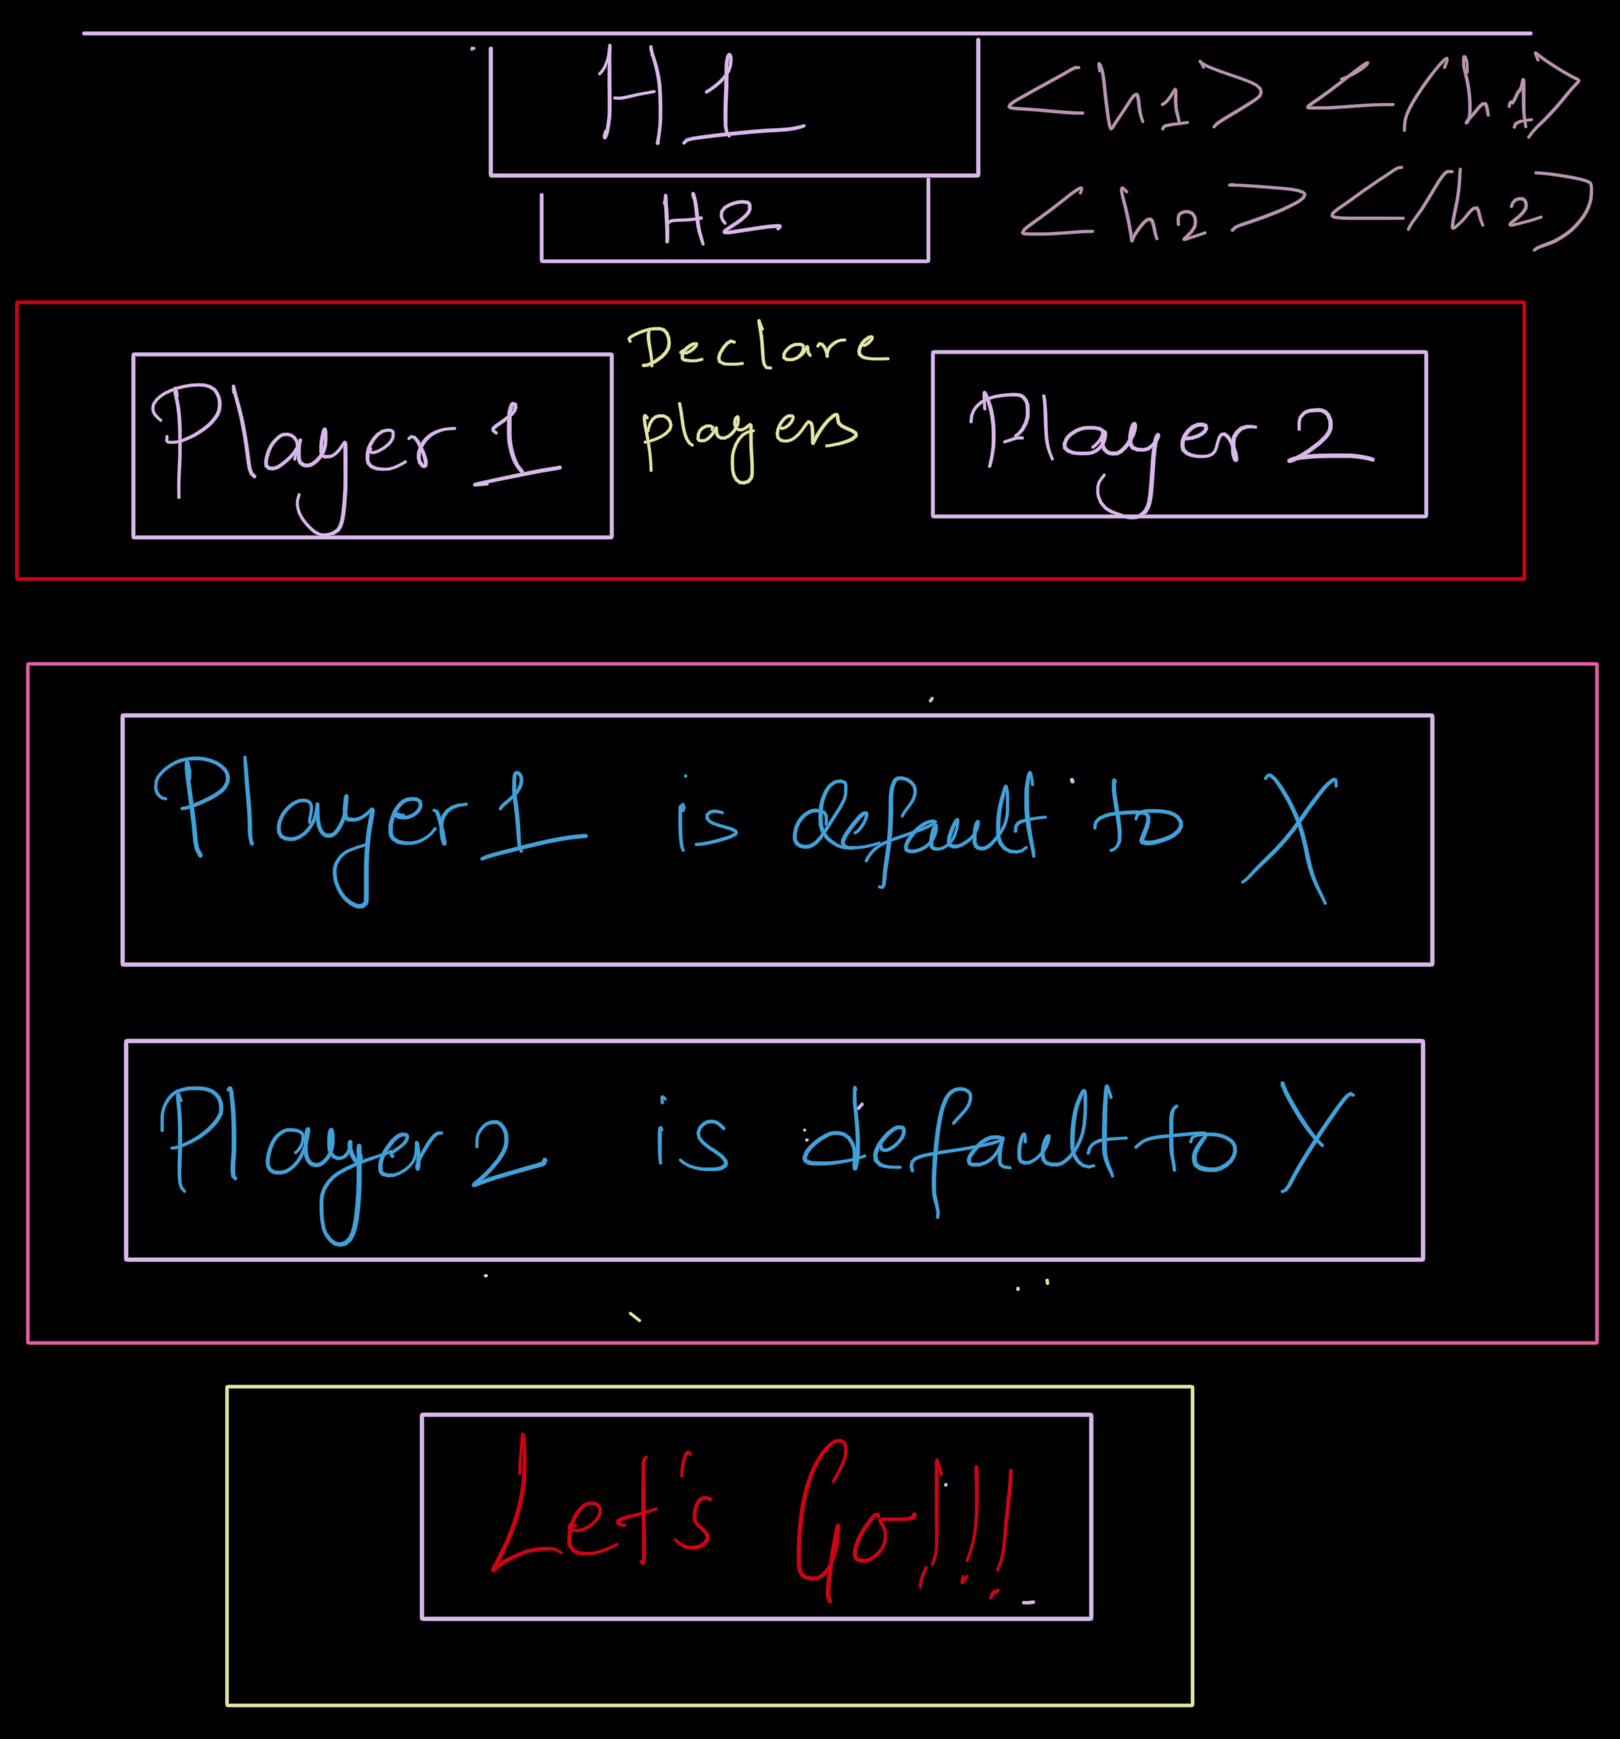 H1 <h1> </h1>
H2 <h2> </h2>
Declare
players
Player 1
Player 2
Player 1 is default to X
Player 2 is default to Y
Let's Go!!!